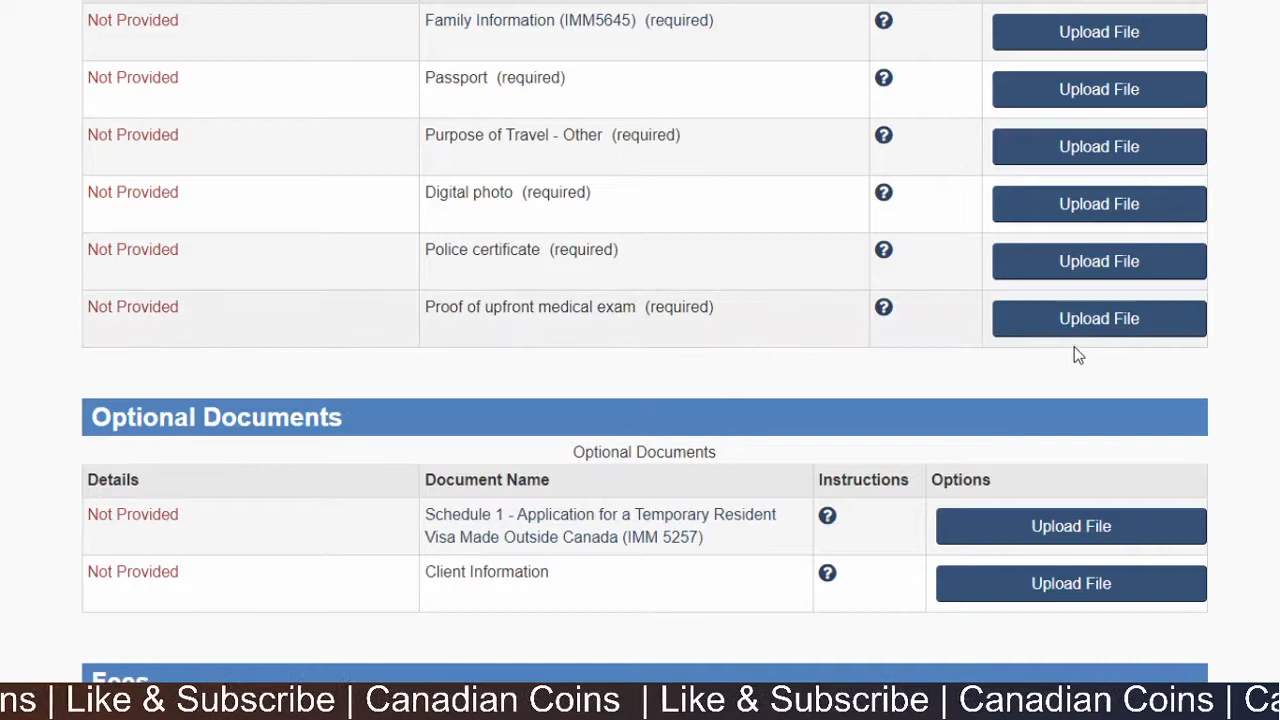 Not Provided Family Information (IMM5645) (required) ? Upload File
Not Provided Passport (required) ? Upload File
Not Provided Purpose of Travel - Other (required) ? Upload File
Not Provided Digital photo (required) ? Upload File
Not Provided Police certificate (required) ? Upload File
Not Provided Proof of upfront medical exam (required) ? Upload File
Optional Documents
Optional Documents
Details Document Name Instructions Options
Not Provided Schedule 1 - Application for a Temporary Resident ? Upload File
Visa Made Outside Canada (IMM 5257)
Not Provided Client Information ? Upload File
Fees
ns | Like & Subscribe | Canadian Coins | Like & Subscribe | Canadian Coins | Ca